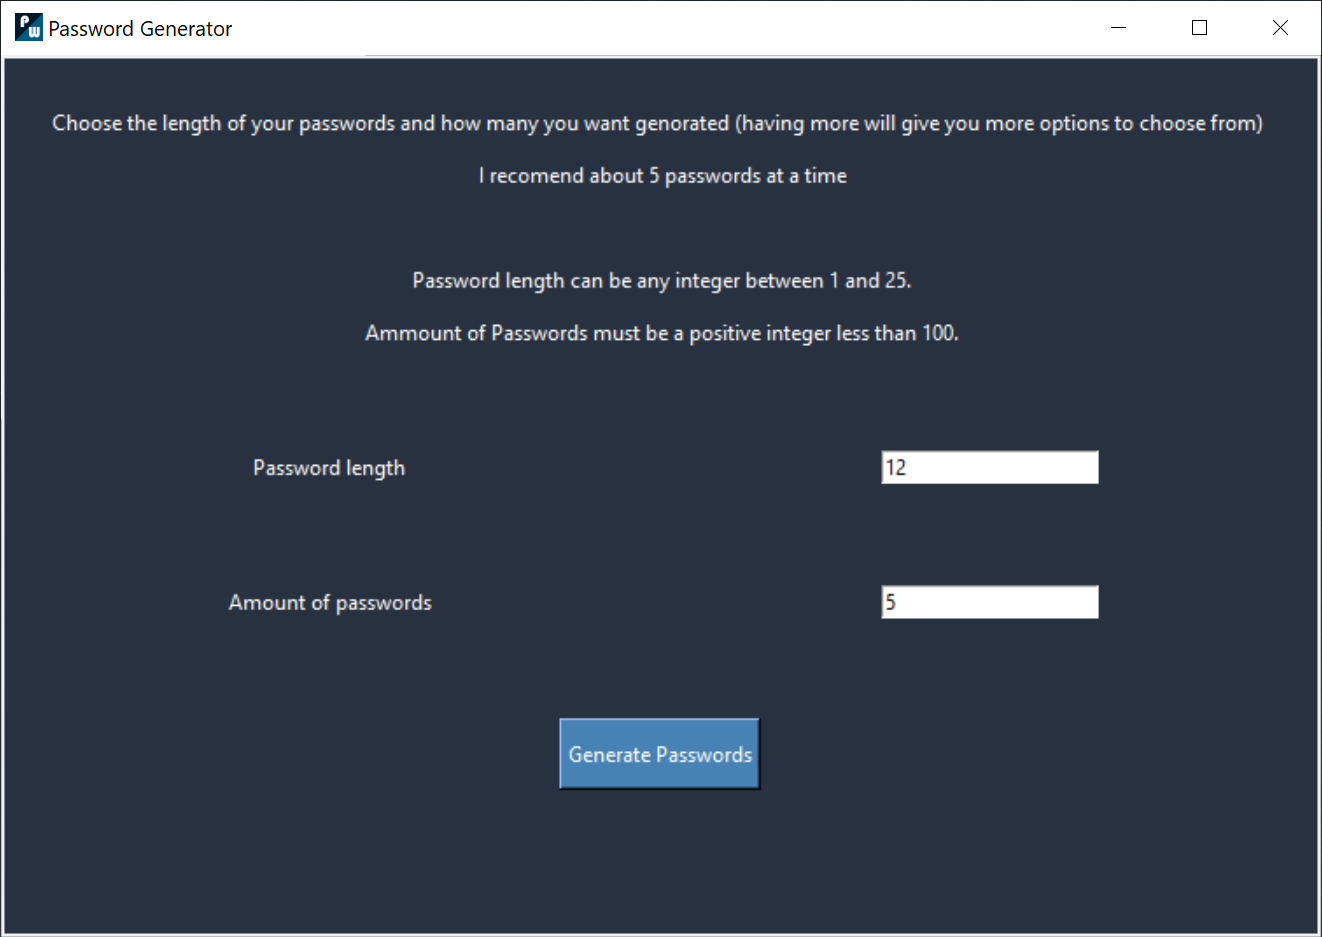 PW Password Generator
Choose the length of your passwords and how many you want genorated (having more will give you more options to choose from)
I recomend about 5 passwords at a time
Password length can be any integer between 1 and 25.
Ammount of Passwords must be a positive integer less than 100.
Password length 12
Amount of passwords 5
Generate Passwords